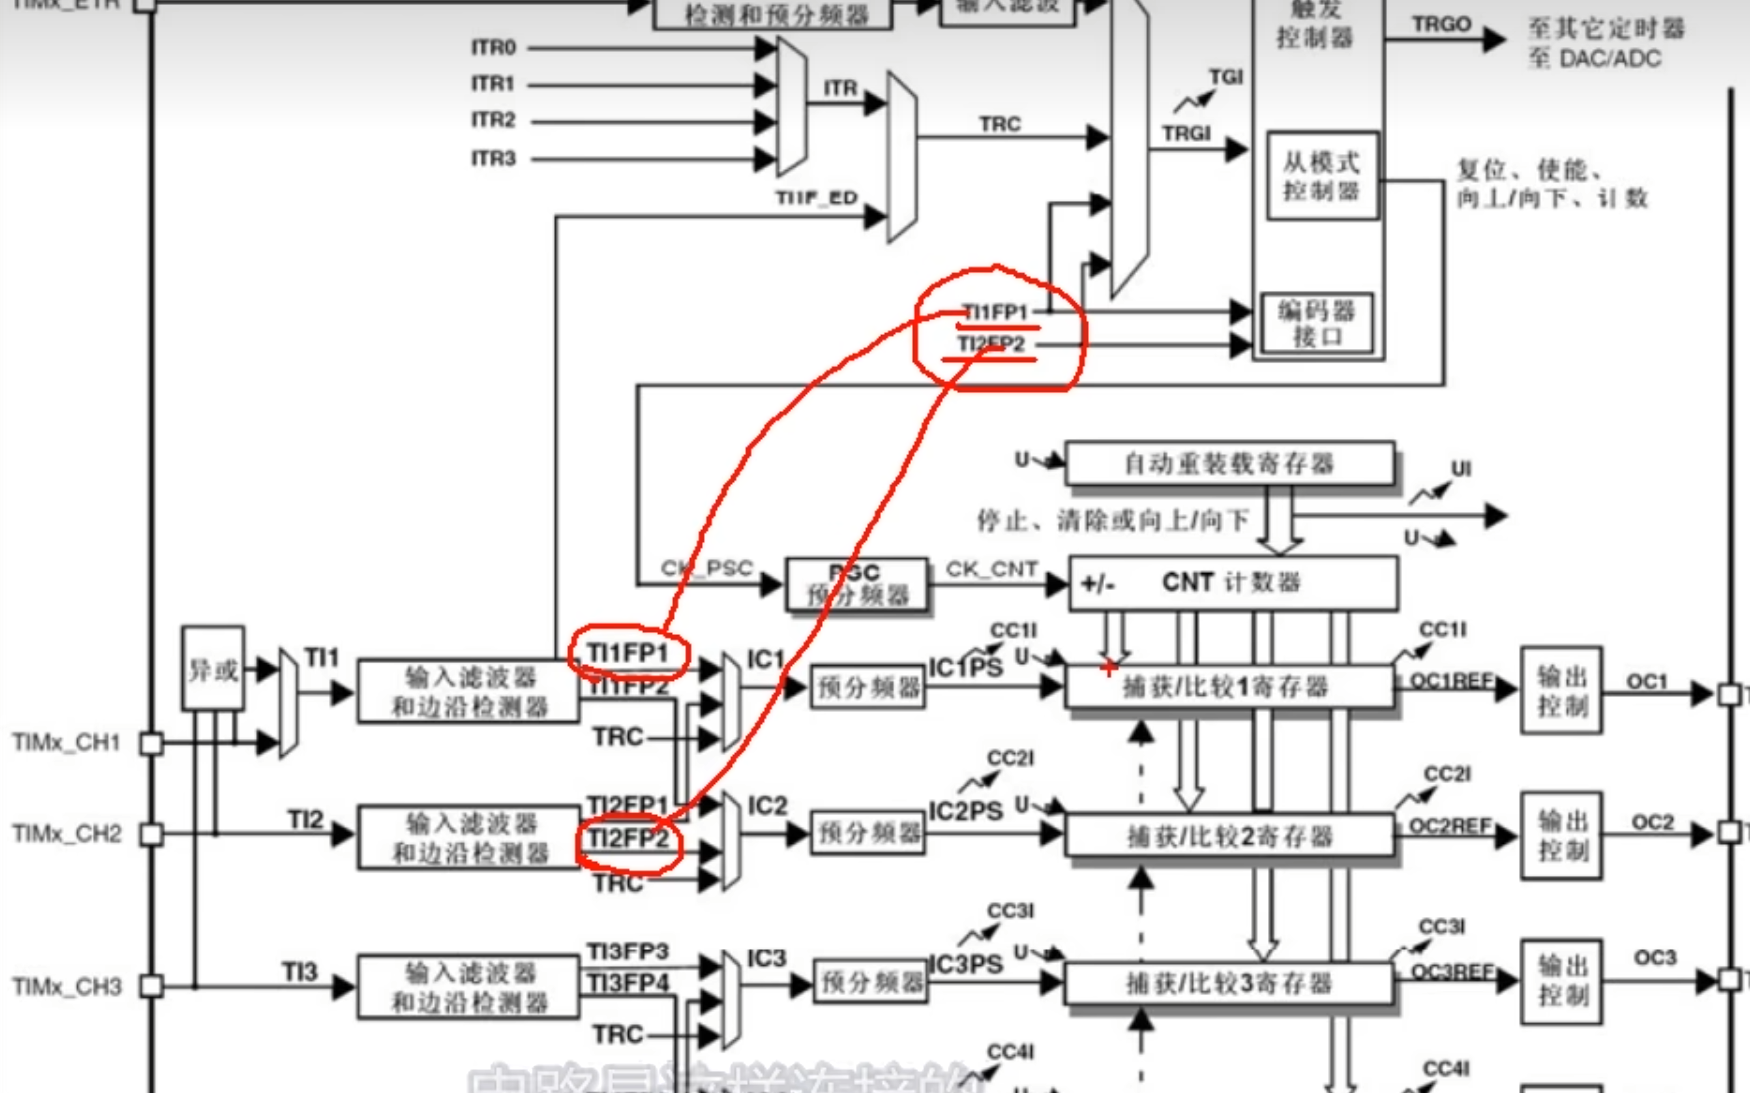 TIMx_ETR
检测和预分频器
输入滤波
触发
控制器
TRGO
至其它定时器
至 DAC/ADC
ITR0
ITR1
ITR2
ITR3
ITR
TRC
TI1F_ED
TGI
TRGI
从模式
控制器
复位、使能、
向上/向下、计数
TI1FP1
TI2FP2
编码器
接口
U
自动重装载寄存器
UI
停止、清除或向上/向下
U
CK_PSC
PSC
预分频器
CK_CNT
+/-
CNT 计数器
异或
TI1
输入滤波器
和边沿检测器
TI1FP1
TI1FP2
TRC
IC1
预分频器
IC1PS
CC1I
U
捕获/比较1寄存器
CC1I
OC1REF
输出
控制
OC1
TIMx_CH1
TIMx_CH2
TI2
输入滤波器
和边沿检测器
TI2FP1
TI2FP2
TRC
IC2
预分频器
IC2PS
CC2I
U
捕获/比较2寄存器
CC2I
OC2REF
输出
控制
OC2
TIMx_CH3
TI3
输入滤波器
和边沿检测器
TI3FP3
TI3FP4
TRC
IC3
预分频器
IC3PS
CC3I
U
捕获/比较3寄存器
CC3I
OC3REF
输出
控制
OC3
CC4I
CC4I
电路是这样连接的